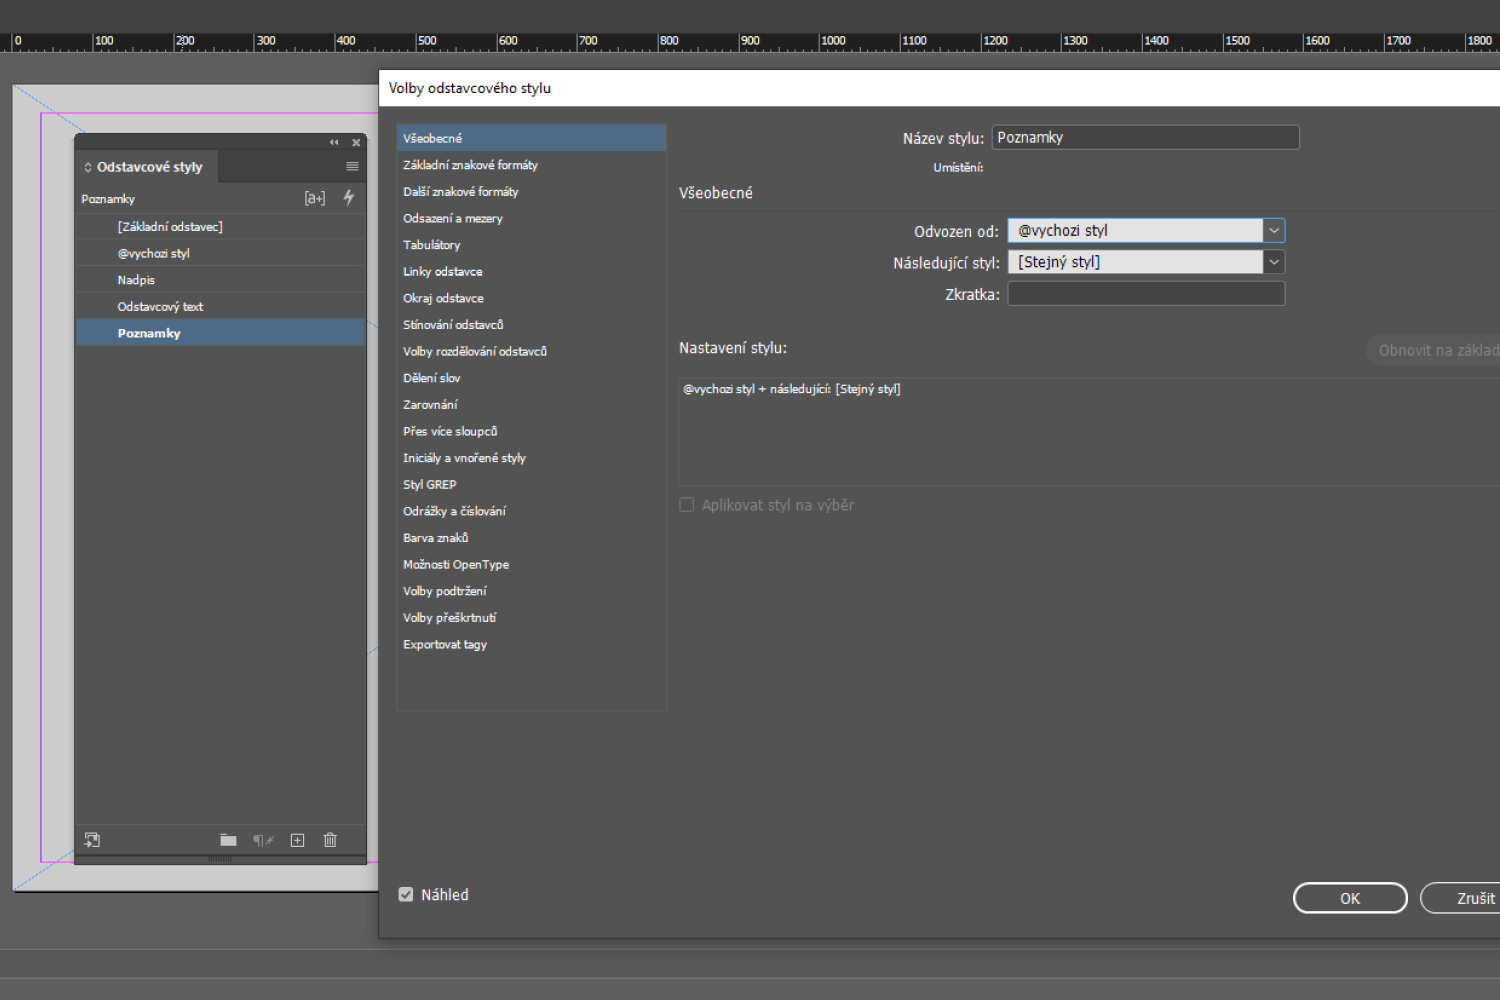 0 100 200 300 400 500 600 700 800 900 1000 1100 1200 1300 1400 1500 1600 1700 1800
Odstavcové styly
Poznamky
[a+]
[Základní odstavec]
@vychozi styl
Nadpis
Odstavcový text
Poznamky
Volby odstavcového stylu
Všeobecné
Základní znakové formáty
Další znakové formáty
Odsazení a mezery
Tabulátory
Linky odstavce
Okraj odstavce
Stínování odstavců
Volby rozdělování odstavců
Dělení slov
Zarovnání
Přes více sloupců
Iniciály a vnořené styly
Styl GREP
Odrážky a číslování
Barva znaků
Možnosti OpenType
Volby podtržení
Volby přeškrtnutí
Exportovat tagy
Název stylu: Poznamky
Umístění:
Všeobecné
Odvozen od: @vychozi styl
Následující styl: [Stejný styl]
Zkratka:
Nastavení stylu:
Obnovit na základ
@vychozi styl + následující: [Stejný styl]
Aplikovat styl na výběr
Náhled
OK
Zrušit